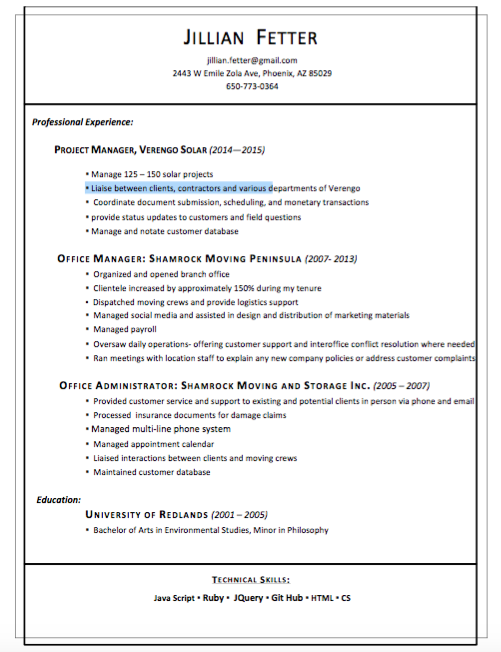 JILLIAN FETTER
jillian.fetter@gmail.com
2443 W Emile Zola Ave, Phoenix, AZ 85029
650-773-0364
Professional Experience:
PROJECT MANAGER, VERENGO SOLAR (2014—2015)
▪ Manage 125 – 150 solar projects
▪ Liaise between clients, contractors and various departments of Verengo
▪ Coordinate document submission, scheduling, and monetary transactions
▪ provide status updates to customers and field questions
▪ Manage and notate customer database
OFFICE MANAGER: SHAMROCK MOVING PENINSULA (2007- 2013)
▪ Organized and opened branch office
▪ Clientele increased by approximately 150% during my tenure
▪ Dispatched moving crews and provide logistics support
▪ Managed social media and assisted in design and distribution of marketing materials
▪ Managed payroll
▪ Oversaw daily operations- offering customer support and interoffice conflict resolution where needed
▪ Ran meetings with location staff to explain any new company policies or address customer complaints
OFFICE ADMINISTRATOR: SHAMROCK MOVING AND STORAGE INC. (2005 – 2007)
▪ Provided customer service and support to existing and potential clients in person via phone and email
▪ Processed insurance documents for damage claims
▪ Managed multi-line phone system
▪ Managed appointment calendar
▪ Liaised interactions between clients and moving crews
▪ Maintained customer database
Education:
UNIVERSITY OF REDLANDS (2001 – 2005)
▪ Bachelor of Arts in Environmental Studies, Minor in Philosophy
TECHNICAL SKILLS:
Java Script • Ruby • JQuery • Git Hub • HTML • CS